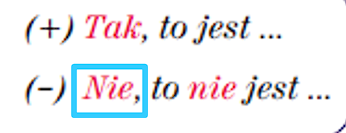 (+) Tak, to jest ...
(–) Nie, to nie jest ...